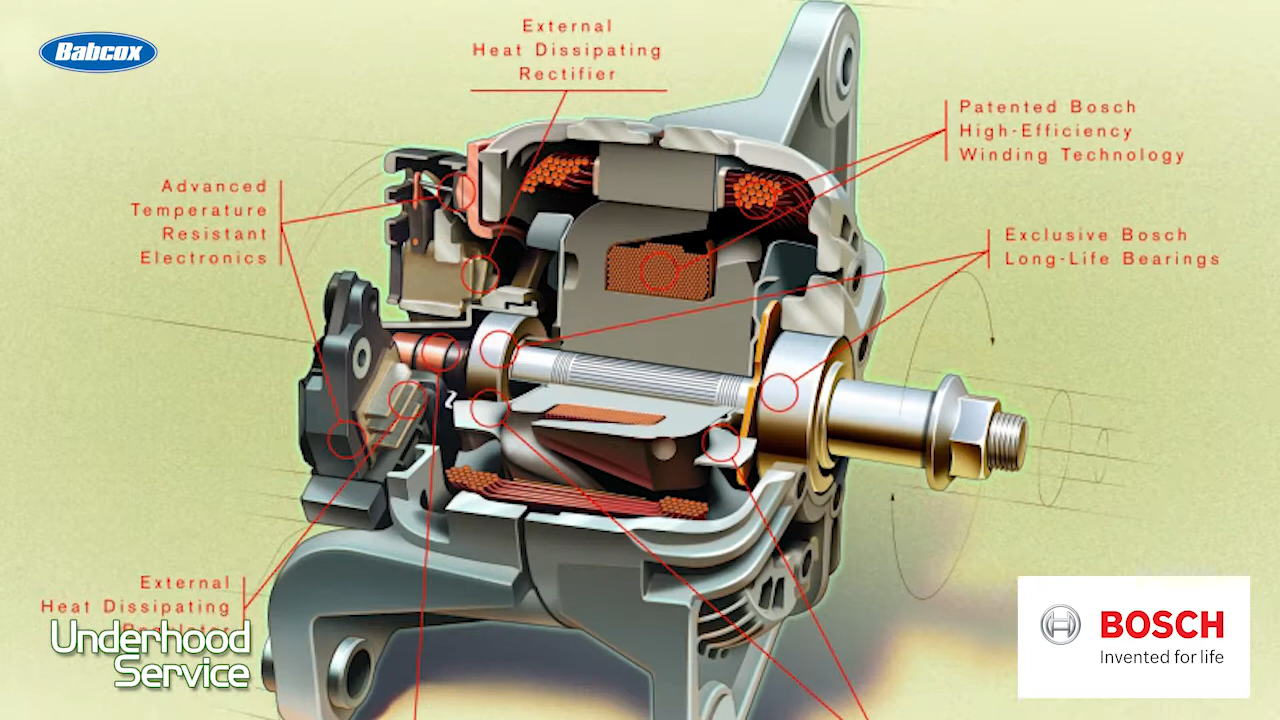 Babcox
External
Heat Dissipating
Rectifier
Patented Bosch
High-Efficiency
Winding Technology
Advanced
Temperature
Resistant
Electronics
Exclusive Bosch
Long-Life Bearings
External
Heat Dissipating
Underhood
Service
BOSCH
Invented for life